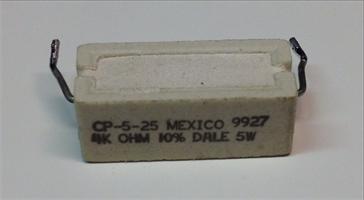 CP-5-25 MEXICO 9927
4K OHM 10% DALE 5W